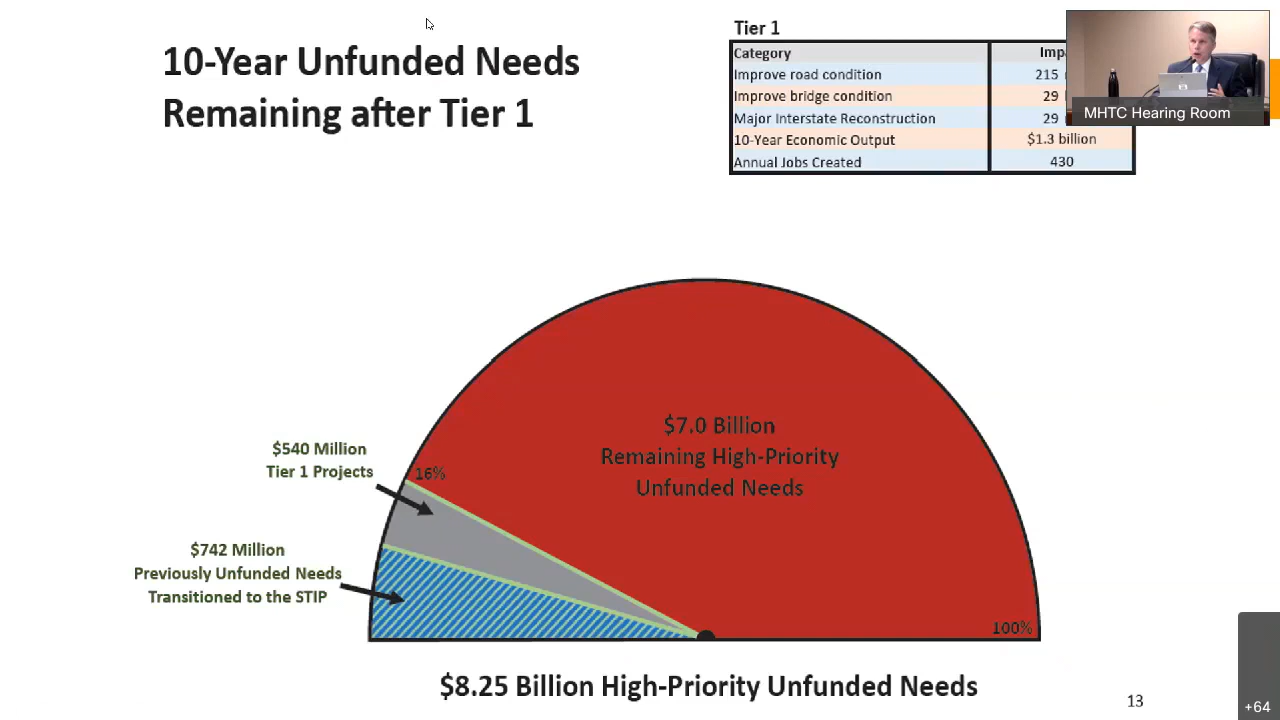 10-Year Unfunded Needs
Remaining after Tier 1
Tier 1
Category
Improve road condition 215
Improve bridge condition 29
Major Interstate Reconstruction 29
10-Year Economic Output $1.3 billion
Annual Jobs Created 430
MHTC Hearing Room
$7.0 Billion
Remaining High-Priority
Unfunded Needs
$540 Million
Tier 1 Projects
16%
$742 Million
Previously Unfunded Needs
Transitioned to the STIP
100%
$8.25 Billion High-Priority Unfunded Needs
13
+64